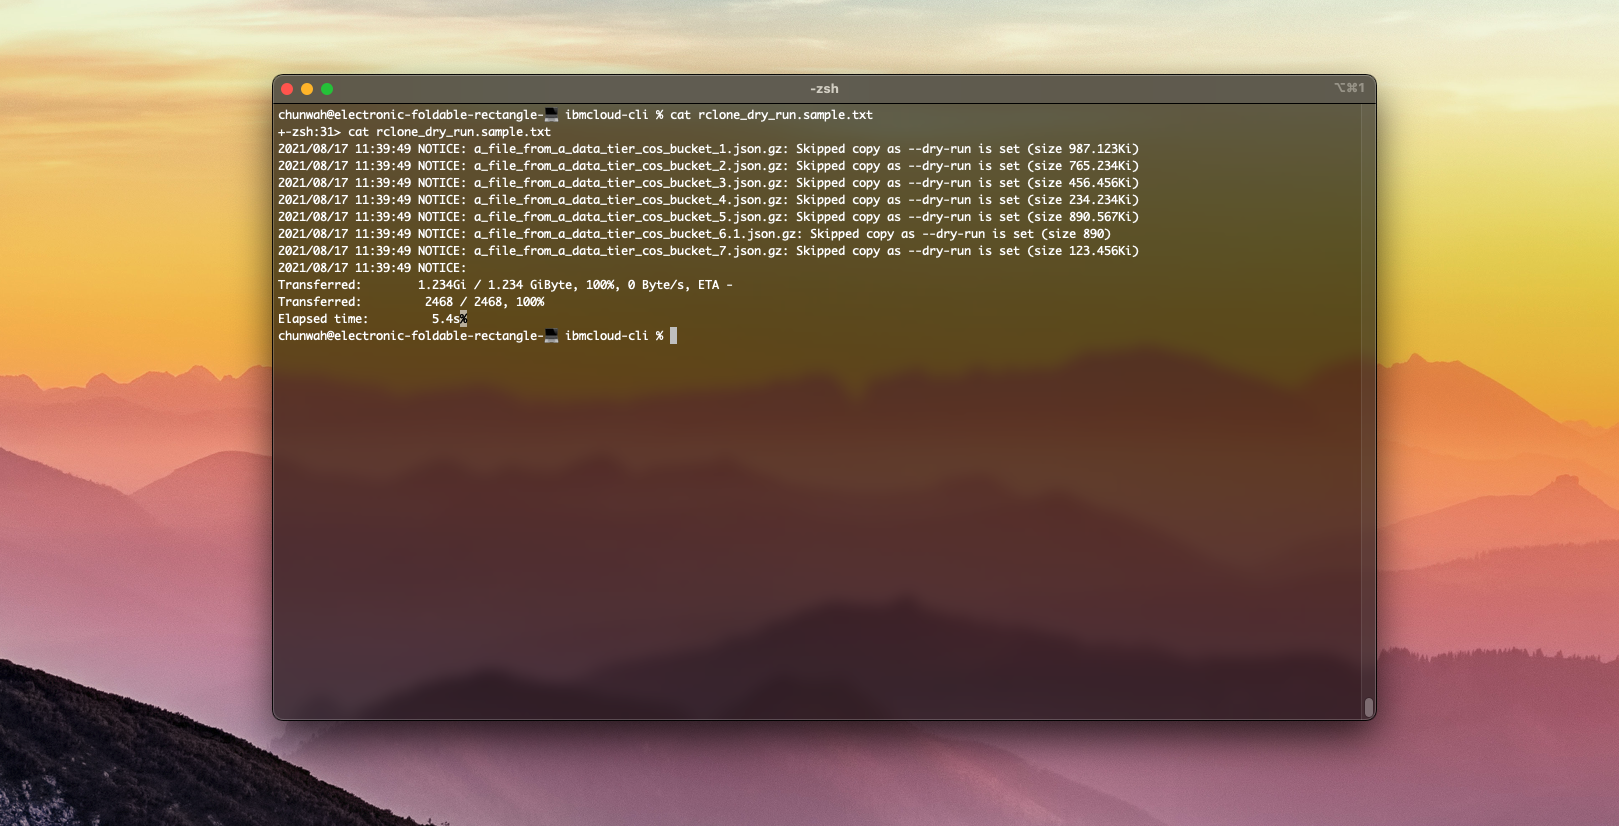 -zsh
⌥⌘1
chunwah@electronic-foldable-rectangle-💻 ibmcloud-cli % cat rclone_dry_run.sample.txt
+-zsh:31> cat rclone_dry_run.sample.txt
2021/08/17 11:39:49 NOTICE: a_file_from_a_data_tier_cos_bucket_1.json.gz: Skipped copy as --dry-run is set (size 987.123Ki)
2021/08/17 11:39:49 NOTICE: a_file_from_a_data_tier_cos_bucket_2.json.gz: Skipped copy as --dry-run is set (size 765.234Ki)
2021/08/17 11:39:49 NOTICE: a_file_from_a_data_tier_cos_bucket_3.json.gz: Skipped copy as --dry-run is set (size 456.456Ki)
2021/08/17 11:39:49 NOTICE: a_file_from_a_data_tier_cos_bucket_4.json.gz: Skipped copy as --dry-run is set (size 234.234Ki)
2021/08/17 11:39:49 NOTICE: a_file_from_a_data_tier_cos_bucket_5.json.gz: Skipped copy as --dry-run is set (size 890.567Ki)
2021/08/17 11:39:49 NOTICE: a_file_from_a_data_tier_cos_bucket_6.1.json.gz: Skipped copy as --dry-run is set (size 890)
2021/08/17 11:39:49 NOTICE: a_file_from_a_data_tier_cos_bucket_7.json.gz: Skipped copy as --dry-run is set (size 123.456Ki)
2021/08/17 11:39:49 NOTICE:
Transferred:        1.234Gi / 1.234 GiByte, 100%, 0 Byte/s, ETA -
Transferred:         2468 / 2468, 100%
Elapsed time:         5.4s%
chunwah@electronic-foldable-rectangle-💻 ibmcloud-cli %